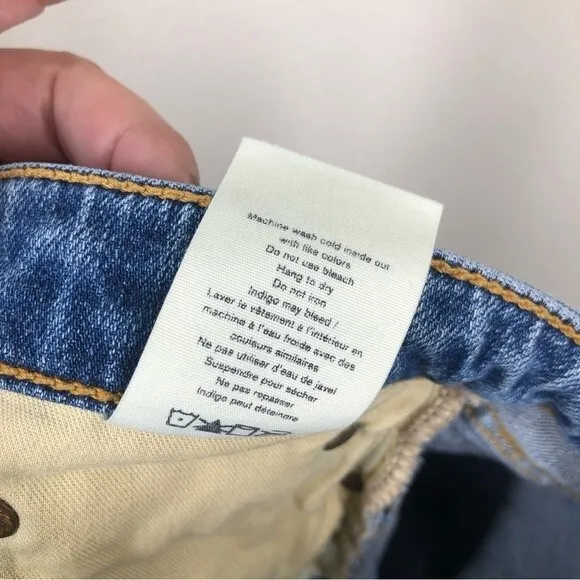 Machine wash cold inside out
with like colors
Do not use bleach
Hang to dry
Do not iron
Indigo may bleed !
Laver le vêtement à l'intérieur en
machine à l'eau froide avec des
couleurs similaires
Ne pas utiliser d'eau de javel
Suspendre pour sécher
Ne pas repasser
Indigo peut déteindre